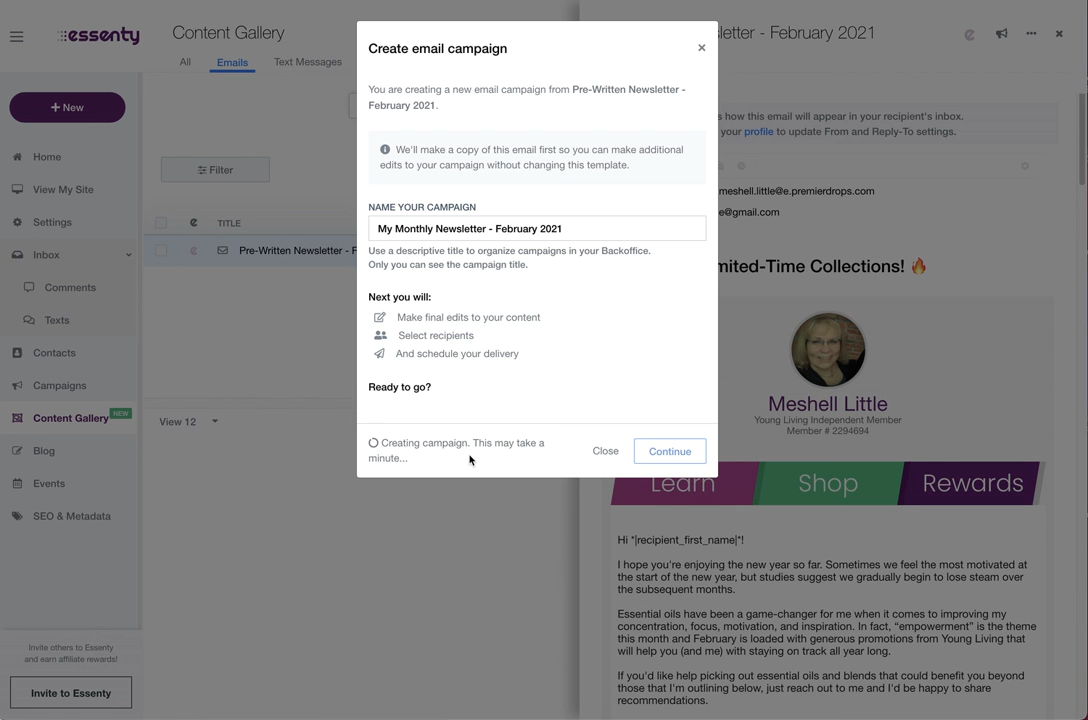 essenty
Content Gallery
All
Emails
Text Messages
+ New
Home
View My Site
Settings
Inbox
Comments
Texts
Contacts
Campaigns
Content Gallery NEW
Blog
Events
SEO & Metadata
Invite others to Essenty
and earn affiliate rewards!
Invite to Essenty
Filter
TITLE
Pre-Written Newsletter - F
View 12
Create email campaign
×
You are creating a new email campaign from Pre-Written Newsletter -
February 2021.
We'll make a copy of this email first so you can make additional
edits to your campaign without changing this template.
NAME YOUR CAMPAIGN
My Monthly Newsletter - February 2021
Use a descriptive title to organize campaigns in your Backoffice.
Only you can see the campaign title.
Next you will:
Make final edits to your content
Select recipients
And schedule your delivery
Ready to go?
Creating campaign. This may take a
minute...
Close
Continue
letter - February 2021
s how this email will appear in your recipient's inbox.
your profile to update From and Reply-To settings.
meshell.little@e.premierdrops.com
e@gmail.com
mited-Time Collections! 🔥
Meshell Little
Young Living Independent Member
Member # 2294694
Learn
Shop
Rewards
Hi *|recipient_first_name|*!
I hope you're enjoying the new year so far. Sometimes we feel the most motivated at
the start of the new year, but studies suggest we gradually begin to lose steam over
the subsequent months.
Essential oils have been a game-changer for me when it comes to improving my
concentration, focus, motivation, and inspiration. In fact, “empowerment” is the theme
this month and February is loaded with generous promotions from Young Living that
will help you (and me) with staying on track all year long.
If you'd like help picking out essential oils and blends that could benefit you beyond
those that I'm outlining below, just reach out to me and I'd be happy to share
recommendations.